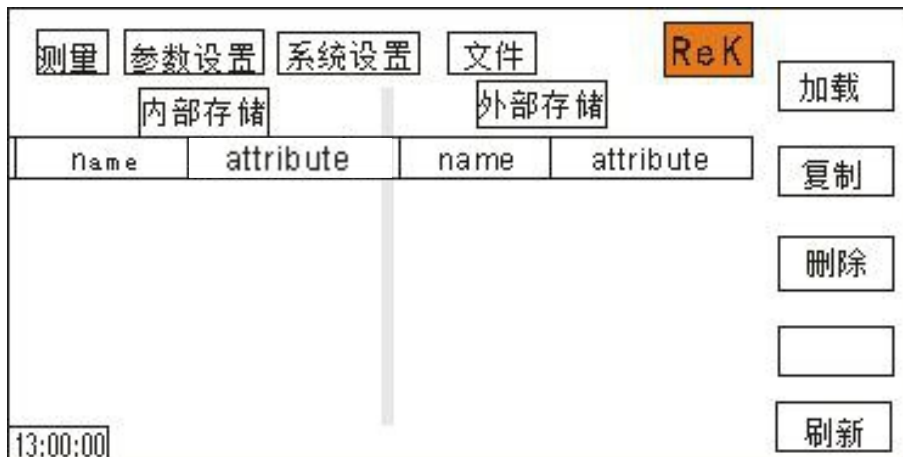 测量 参数设置 系统设置 文件 ReK
加载
内部存储 外部存储
name attribute name attribute
复制
删除
刷新
13:00:00